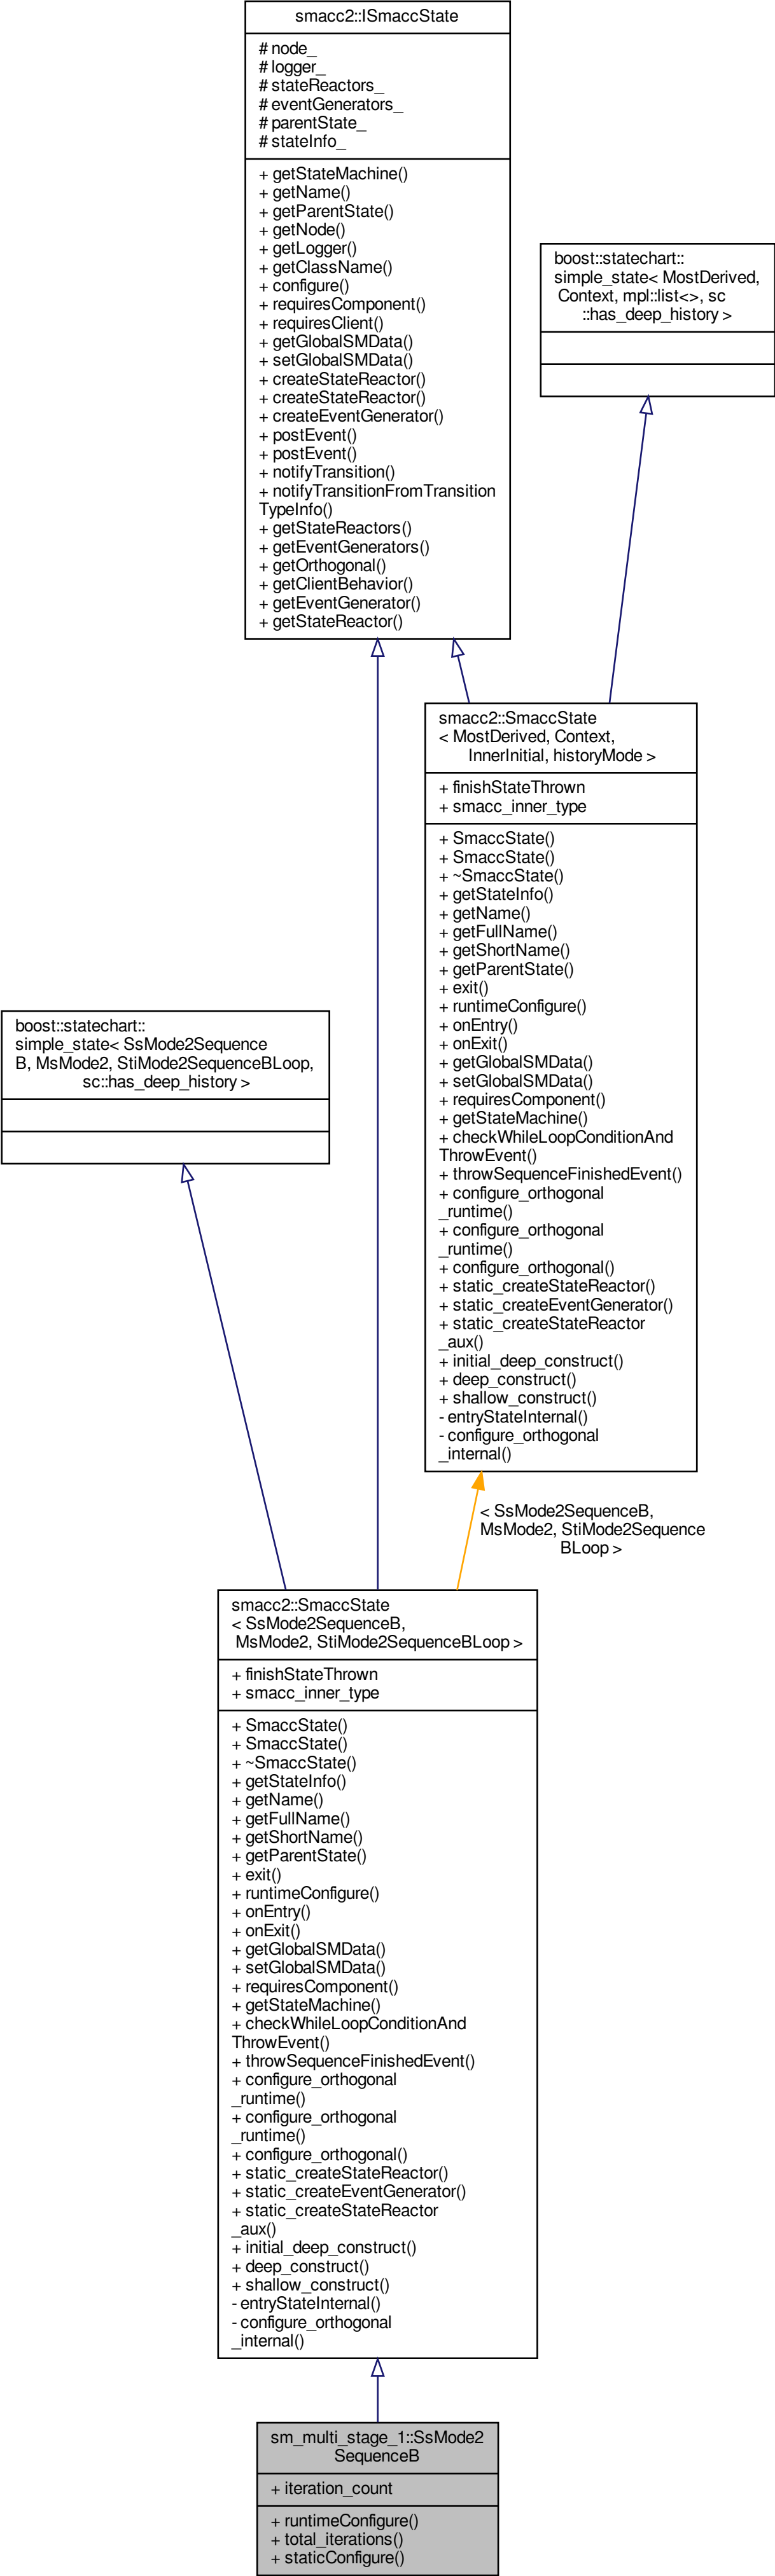 smacc2::ISmaccState
# node_
# logger_
# stateReactors_
# eventGenerators_
# parentState_
# stateInfo_
+ getStateMachine()
+ getName()
+ getParentState()
+ getNode()
+ getLogger()
+ getClassName()
+ configure()
+ requiresComponent()
+ requiresClient()
+ getGlobalSMData()
+ setGlobalSMData()
+ createStateReactor()
+ createStateReactor()
+ createEventGenerator()
+ postEvent()
+ postEvent()
+ notifyTransition()
+ notifyTransitionFromTransition
TypeInfo()
+ getStateReactors()
+ getEventGenerators()
+ getOrthogonal()
+ getClientBehavior()
+ getEventGenerator()
+ getStateReactor()
boost::statechart::
simple_state< MostDerived,
Context, mpl::list<>, sc
::has_deep_history >
smacc2::SmaccState
< MostDerived, Context,
InnerInitial, historyMode >
+ finishStateThrown
+ smacc_inner_type
+ SmaccState()
+ SmaccState()
+ ~SmaccState()
+ getStateInfo()
+ getName()
+ getFullName()
+ getShortName()
+ getParentState()
+ exit()
+ runtimeConfigure()
+ onEntry()
+ onExit()
+ getGlobalSMData()
+ setGlobalSMData()
+ requiresComponent()
+ getStateMachine()
+ checkWhileLoopConditionAnd
ThrowEvent()
+ throwSequenceFinishedEvent()
+ configure_orthogonal
_runtime()
+ configure_orthogonal
_runtime()
+ configure_orthogonal()
+ static_createStateReactor()
+ static_createEventGenerator()
+ static_createStateReactor
_aux()
+ initial_deep_construct()
+ deep_construct()
+ shallow_construct()
- entryStateInternal()
- configure_orthogonal
_internal()
boost::statechart::
simple_state< SsMode2Sequence
B, MsMode2, StiMode2SequenceBLoop,
sc::has_deep_history >
< SsMode2SequenceB,
MsMode2, StiMode2Sequence
BLoop >
smacc2::SmaccState
< SsMode2SequenceB,
MsMode2, StiMode2SequenceBLoop >
+ finishStateThrown
+ smacc_inner_type
+ SmaccState()
+ SmaccState()
+ ~SmaccState()
+ getStateInfo()
+ getName()
+ getFullName()
+ getShortName()
+ getParentState()
+ exit()
+ runtimeConfigure()
+ onEntry()
+ onExit()
+ getGlobalSMData()
+ setGlobalSMData()
+ requiresComponent()
+ getStateMachine()
+ checkWhileLoopConditionAnd
ThrowEvent()
+ throwSequenceFinishedEvent()
+ configure_orthogonal
_runtime()
+ configure_orthogonal
_runtime()
+ configure_orthogonal()
+ static_createStateReactor()
+ static_createEventGenerator()
+ static_createStateReactor
_aux()
+ initial_deep_construct()
+ deep_construct()
+ shallow_construct()
- entryStateInternal()
- configure_orthogonal
_internal()
sm_multi_stage_1::SsMode2
SequenceB
+ iteration_count
+ runtimeConfigure()
+ total_iterations()
+ staticConfigure()